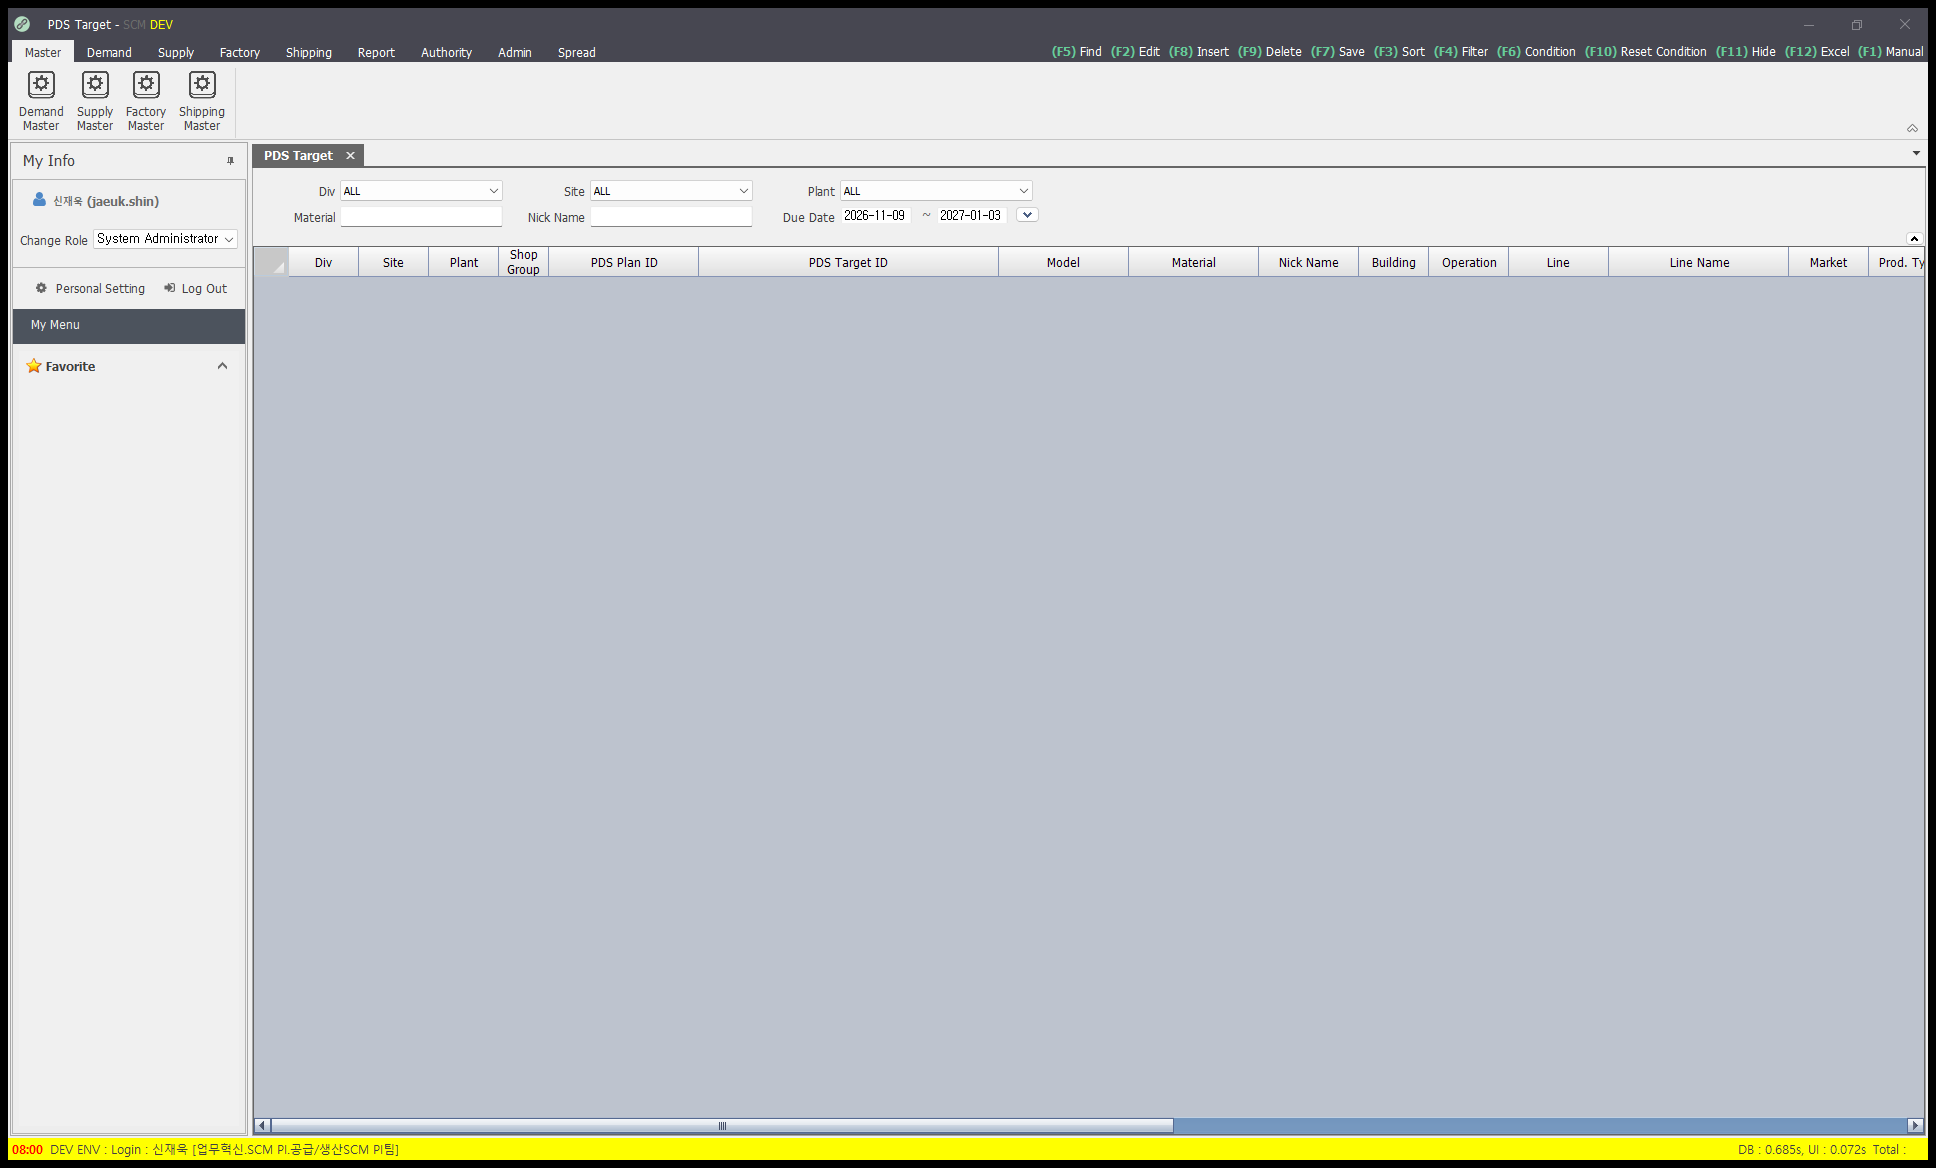 PDS Target - SCM DEV
Master Demand Supply Factory Shipping Report Authority Admin Spread (F5) Find (F2) Edit (F8) Insert (F9) Delete (F7) Save (F3) Sort (F4) Filter (F6) Condition (F10) Reset Condition (F11) Hide (F12) Excel (F1) Manual
Demand Master
Supply Master
Factory Master
Shipping Master
My Info
신재욱 (jaeuk.shin)
Change Role System Administrator
Personal Setting Log Out
My Menu
Favorite
PDS Target
Div ALL Site ALL Plant ALL
Material Nick Name Due Date 2026-11-09 ~ 2027-01-03
Div Site Plant Shop Group PDS Plan ID PDS Target ID Model Material Nick Name Building Operation Line Line Name Market Prod. Ty
08:00 DEV ENV : Login : 신재욱 [업무혁신.SCM PI.공급/생산SCM PI팀] DB : 0.685s, UI : 0.072s Total :